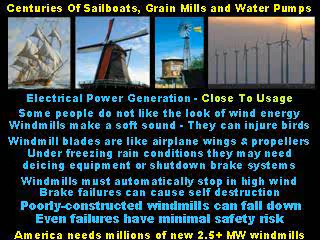 Centuries Of Sailboats, Grain Mills and Water Pumps
Electrical Power Generation - Close To Usage
Some people do not like the look of wind energy
Windmills make a soft sound - They can injure birds
Windmill blades are like airplane wings & propellers
Under freezing rain conditions they may need
deicing equipment or shutdown brake systems
Windmills must automatically stop in high wind
Brake failures can cause self destruction
Poorly-constructed windmills can fall down
Even failures have minimal safety risk
America needs millions of new 2.5+ MW windmills